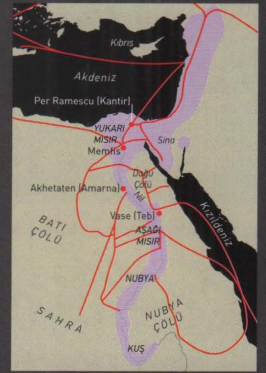 Kıbrıs
Akdeniz
Per Ramescu (Kantir)
YUKARI
MISIR
Sina
Memfis
Doğu
Çölü
Akhetaten (Amarna)
Nil
Vase (Teb)
Kızıldeniz
BATI
ÇÖLÜ
AŞAĞI
MISIR
NUBYA
SAHRA
NUBYA
ÇÖLÜ
KUŞ